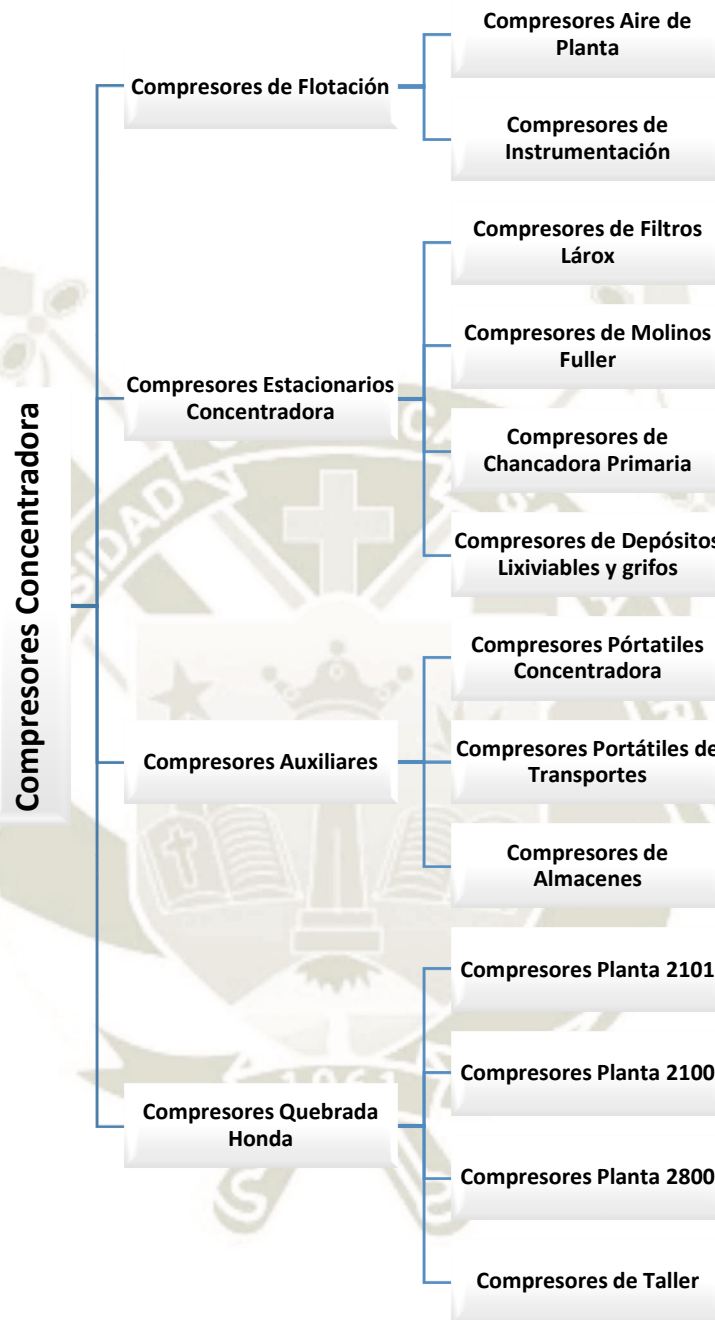 Compresores Concentradora
Compresores de Flotación
Compresores Aire de
Planta
Compresores de
Instrumentación
Compresores Estacionarios
Concentradora
Compresores de Filtros
Lárox
Compresores de Molinos
Fuller
Compresores de
Chancadora Primaria
Compresores de Depósitos
Lixiviables y grifos
Compresores Auxiliares
Compresores Pórtatiles
Concentradora
Compresores Portátiles de
Transportes
Compresores de
Almacenes
Compresores Quebrada
Honda
Compresores Planta 2101
Compresores Planta 2100
Compresores Planta 2800
Compresores de Taller